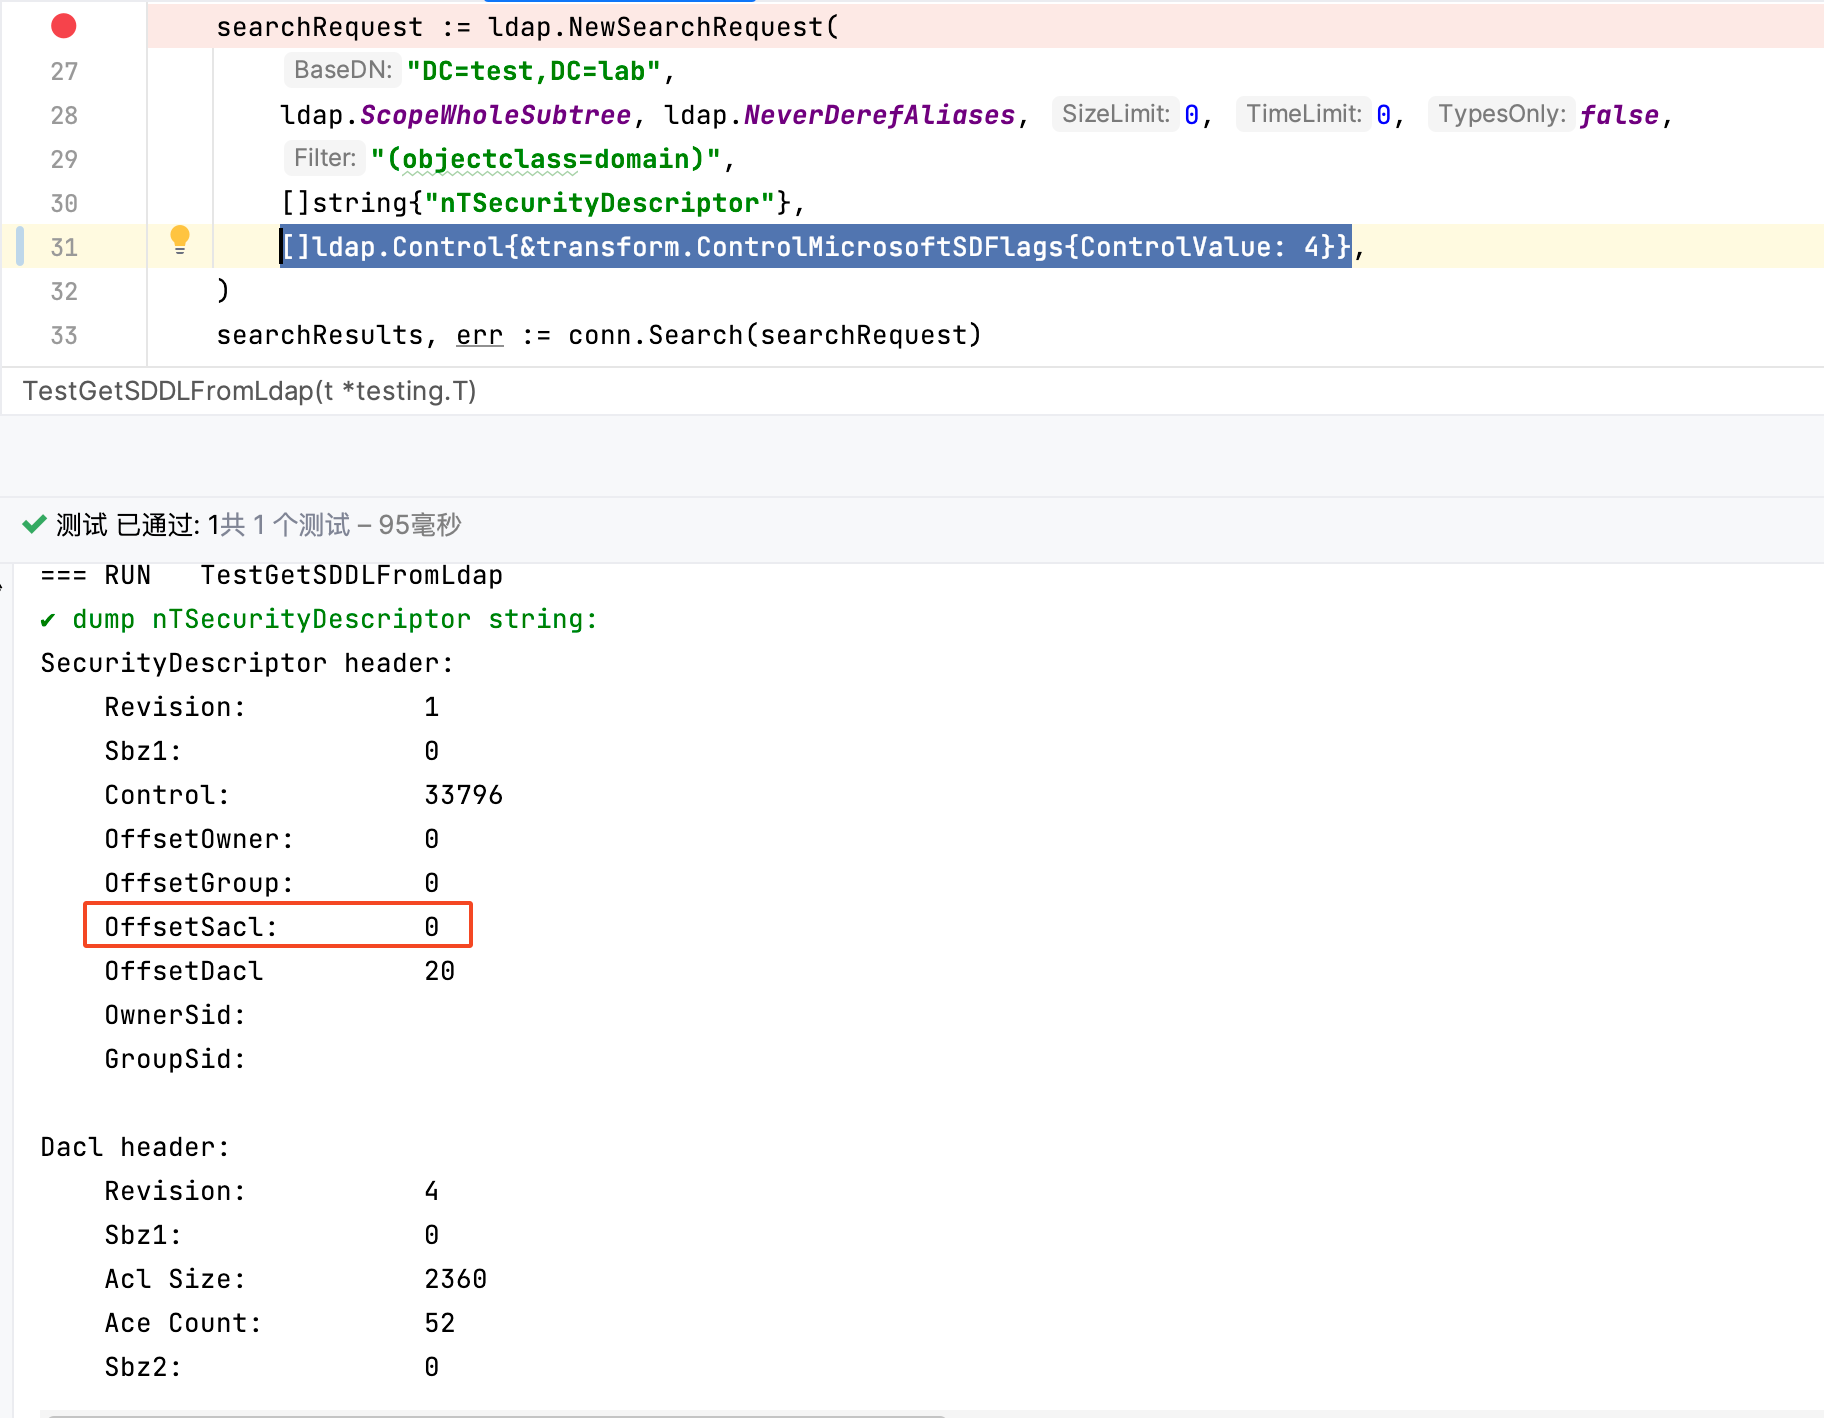 searchRequest := ldap.NewSearchRequest(
27 BaseDN: "DC=test,DC=lab",
28 ldap.ScopeWholeSubtree, ldap.NeverDerefAliases, SizeLimit: 0, TimeLimit: 0, TypesOnly: false,
29 Filter: "(objectclass=domain)",
30 []string{"nTSecurityDescriptor"},
31 []ldap.Control{&transform.ControlMicrosoftSDFlags{ControlValue: 4}},
32 )
33 searchResults, err := conn.Search(searchRequest)
TestGetSDDLFromLdap(t *testing.T)
测试 已通过: 1共 1 个测试 – 95毫秒
=== RUN   TestGetSDDLFromLdap
✔ dump nTSecurityDescriptor string:
SecurityDescriptor header:
Revision: 1
Sbz1: 0
Control: 33796
OffsetOwner: 0
OffsetGroup: 0
OffsetSacl: 0
OffsetDacl 20
OwnerSid:
GroupSid:
Dacl header:
Revision: 4
Sbz1: 0
Acl Size: 2360
Ace Count: 52
Sbz2: 0